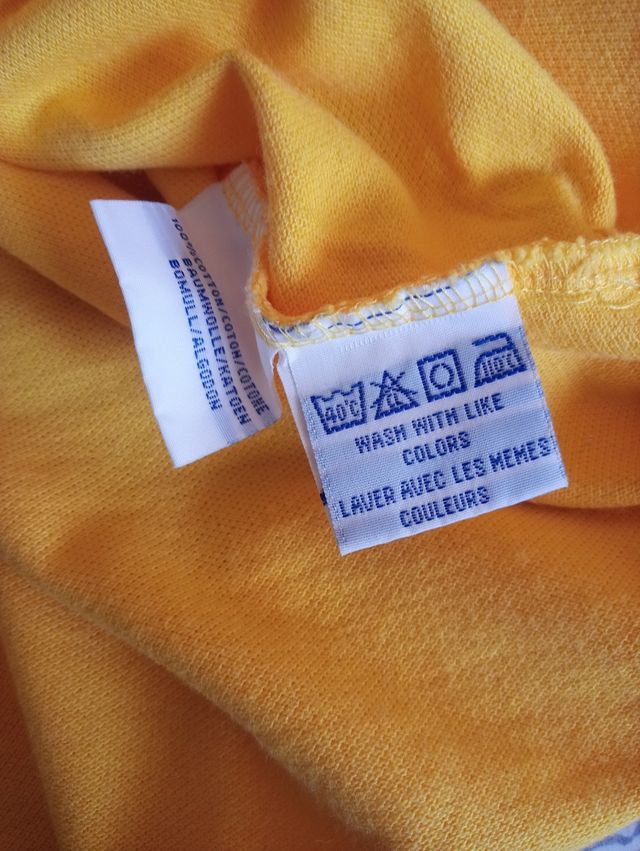 100%COTTON/COTON/COTONE
BAUMWOLLE/KATOEN
BOMULL/ALGODON
40°C
WASH WITH LIKE
COLORS
LAVER AVEC LES MEMES
COULEURS